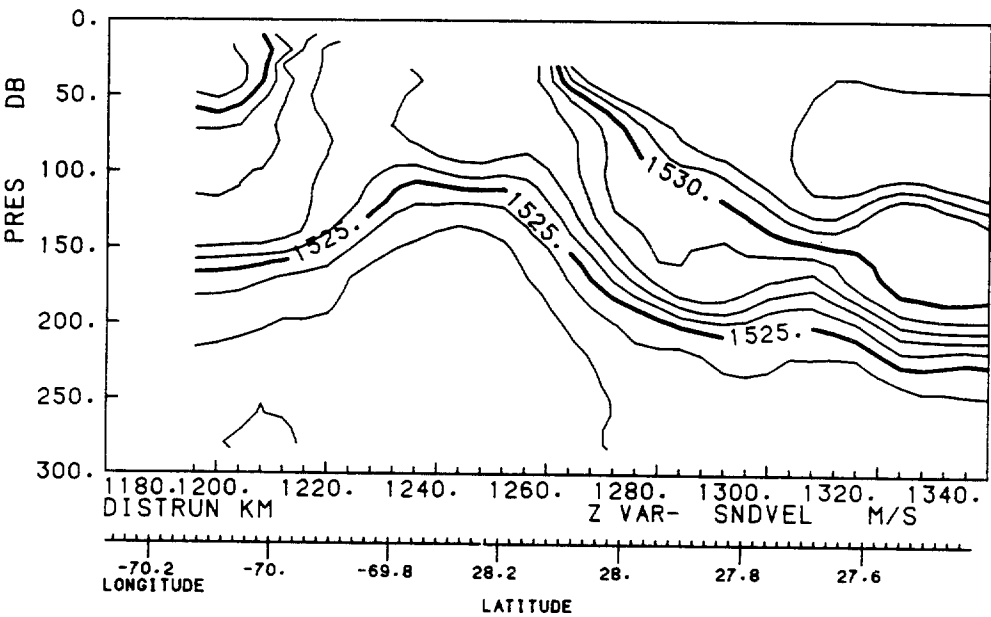 0.
50.
100.
150.
200.
250.
300.
PRES DB
1530.
1525.
1525.
1525.
1180. 1200. 1220. 1240. 1260. 1280. 1300. 1320. 1340.
DISTRUN KM Z VAR- SNDVEL M/S
-70.2 -70. -69.8 28.2 28. 27.8 27.6
LONGITUDE
LATITUDE